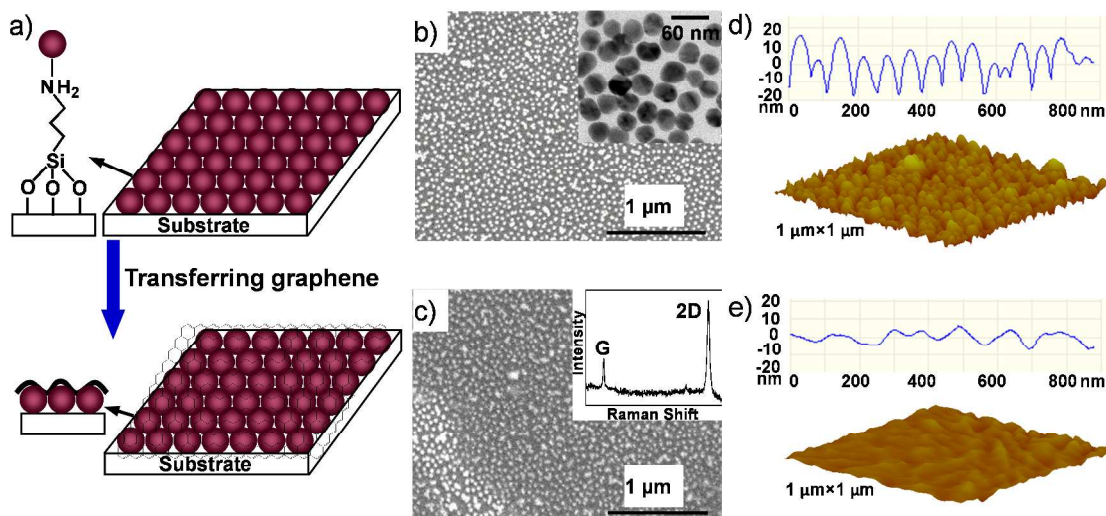 a)
NH2
Si
O O O
Substrate
Transferring graphene
Substrate
b)
60 nm
1 μm
c)
Intensity
G
2D
Raman Shift
1 μm
d)
20
10
0
-10
-20
nm
0 200 400 600 800 nm
1 μm×1 μm
e)
20
10
0
-10
nm
0 200 400 600 800 nm
1 μm×1 μm